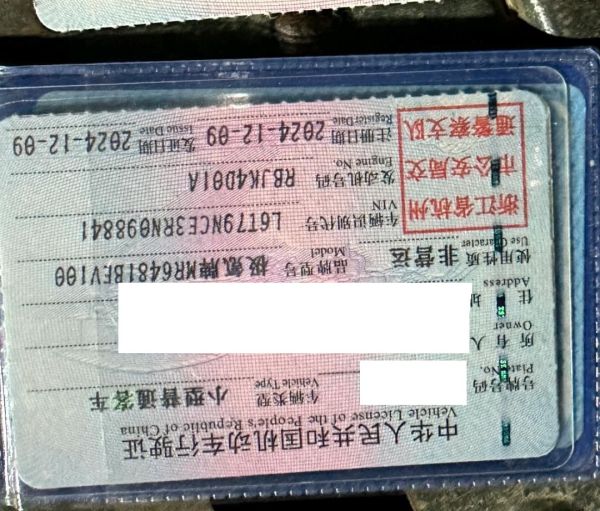 中华人民共和国机动车行驶证
Vehicle License of the People's Republic of China
号牌号码 车辆类型 小型普通客车
Plate No. Vehicle Type
所有人
Owner
住 址
Address
使用性质 非营运 品牌型号 极氪牌MR6481BEV100
Use Character Model
浙江省杭州
市公安局交
通警察支队
车辆识别代号 L6T79NCE3RN098841
VIN
发动机号码 RBJK4D01A
Engine No.
注册日期 2024-12-09 发证日期 2024-12-09
Register Date Issue Date